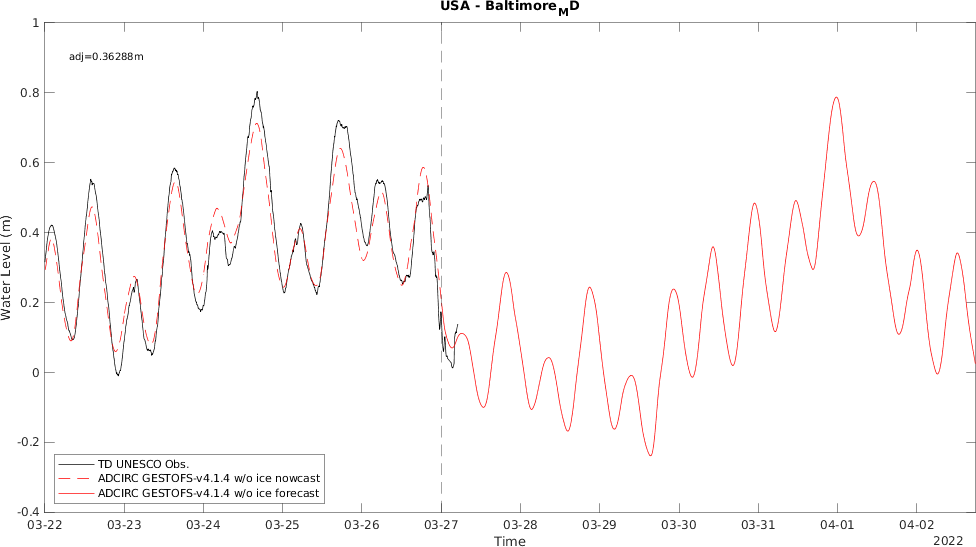 USA - Baltimore_MD
adj=0.36288m
1
0.8
0.6
0.4
0.2
0
-0.2
-0.4
Water Level (m)
TD UNESCO Obs.
ADCIRC GESTOFS-v4.1.4 w/o ice nowcast
ADCIRC GESTOFS-v4.1.4 w/o ice forecast
03-22 03-23 03-24 03-25 03-26 03-27 03-28 03-29 03-30 03-31 04-01 04-02
Time
2022